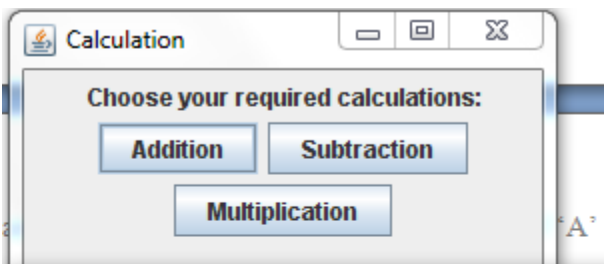 Calculation
Choose your required calculations:
Addition Subtraction
Multiplication
‘A’